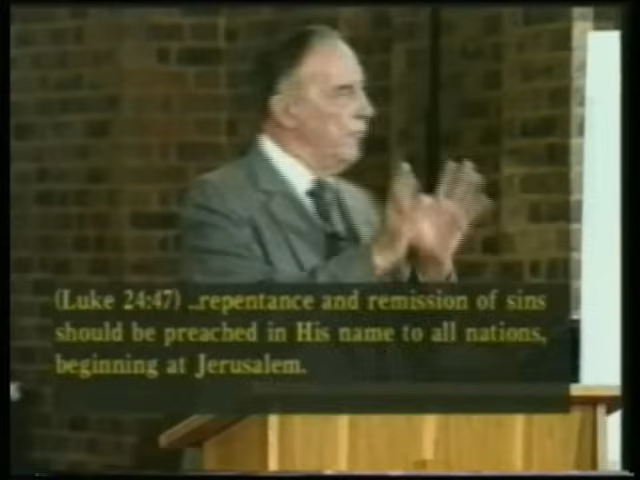 (Luke 24:47) ..repentance and remission of sins
should be preached in His name to all nations,
beginning at Jerusalem.